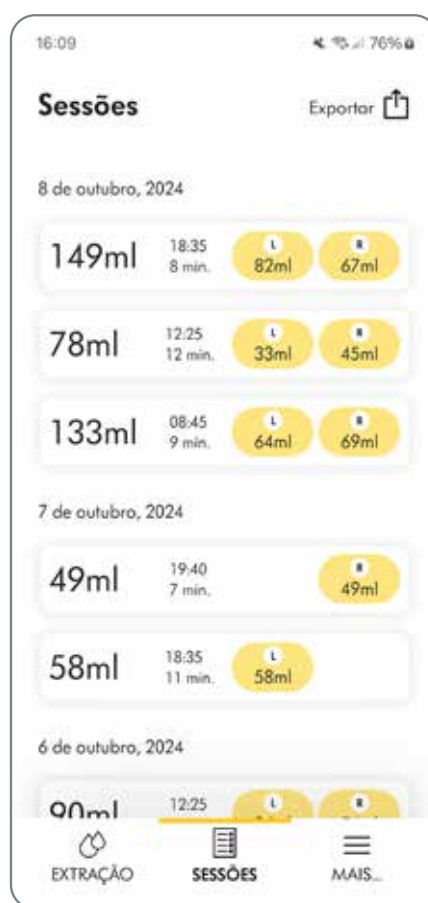 16:09 76%
Sessões Exportar
8 de outubro, 2024
149ml 18:35 L R
8 min. 82ml 67ml
78ml 12:25 L R
12 min. 33ml 45ml
133ml 08:45 L R
9 min. 64ml 69ml
7 de outubro, 2024
49ml 19:40 R
7 min. 49ml
58ml 18:35 L
11 min. 58ml
6 de outubro, 2024
90ml 12:25 L R
EXTRAÇÃO SESSÕES MAIS...